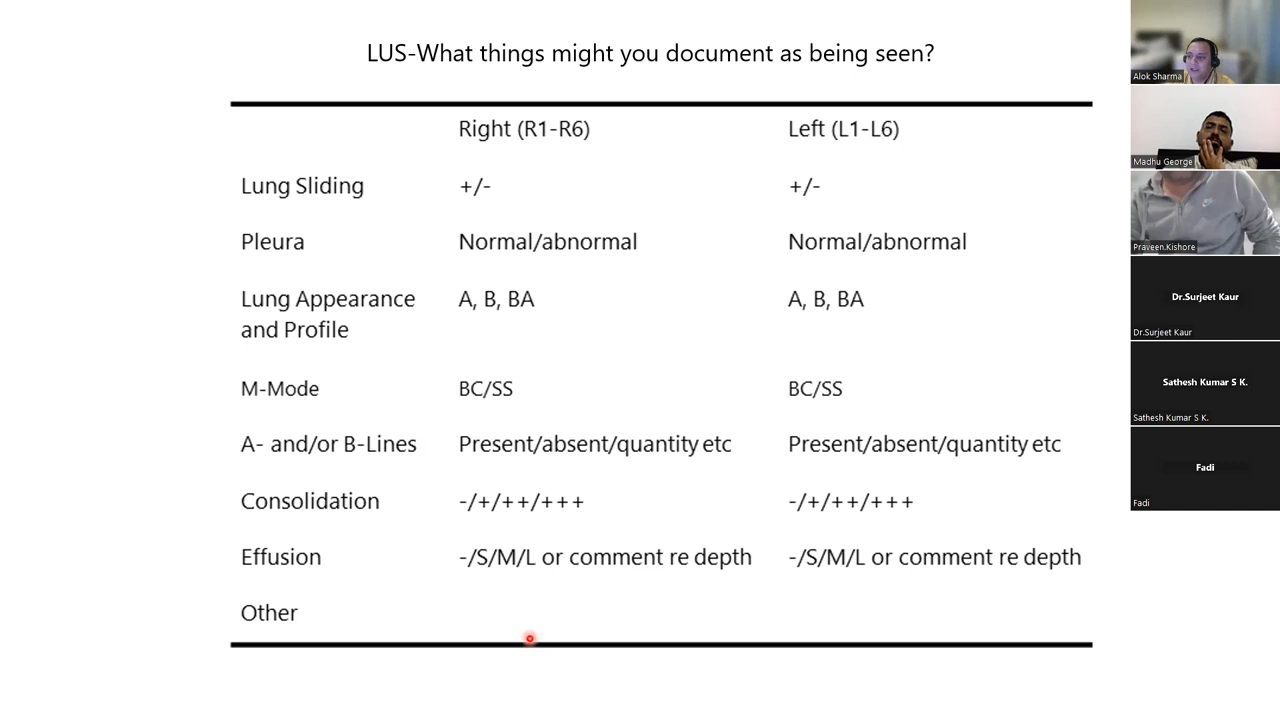 LUS-What things might you document as being seen?
Right (R1-R6) Left (L1-L6)
Lung Sliding +/- +/-
Pleura Normal/abnormal Normal/abnormal
Lung Appearance A, B, BA A, B, BA
and Profile
M-Mode BC/SS BC/SS
A- and/or B-Lines Present/absent/quantity etc Present/absent/quantity etc
Consolidation -/+/++/+++ -/+/++/+++
Effusion -/S/M/L or comment re depth -/S/M/L or comment re depth
Other
Alok Sharma
Madhu George
Praveen.Kishore
Dr.Surjeet Kaur
Dr.Surjeet Kaur
Sathesh Kumar S K.
Sathesh Kumar S K.
Fadi
Fadi